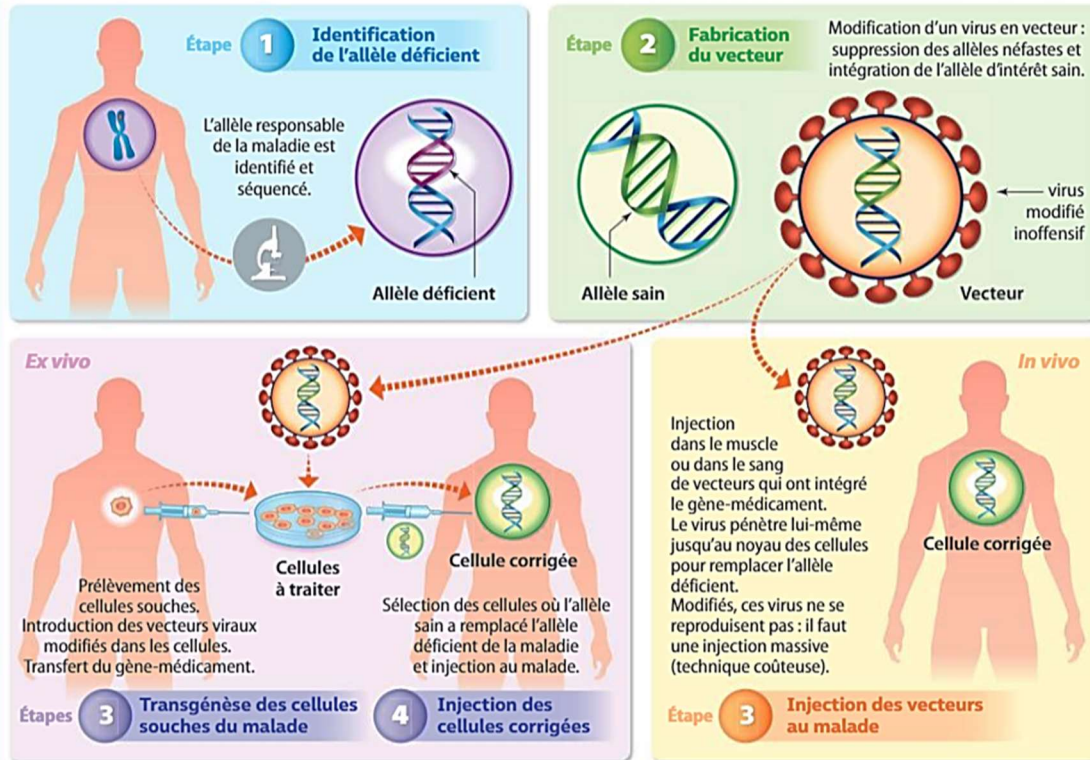 Étape 1 Identification
de l'allèle déficient
L'allèle responsable
de la maladie est
identifié et
séquencé.
Allèle déficient
Étape 2 Fabrication
du vecteur
Modification d'un virus en vecteur :
suppression des allèles néfastes et
intégration de l'allèle d'intérêt sain.
virus
modifié
inoffensif
Allèle sain
Vecteur
Ex vivo
Cellules
à traiter
Cellule corrigée
Prélèvement des
cellules souches.
Introduction des vecteurs viraux
modifiés dans les cellules.
Transfert du gène-médicament.
Sélection des cellules où l'allèle
sain a remplacé l'allèle
déficient de la maladie
et injection au malade.
Étapes 3 Transgénèse des cellules
souches du malade
4 Injection des
cellules corrigées
In vivo
Injection
dans le muscle
ou dans le sang
de vecteurs qui ont intégré
le gène-médicament.
Le virus pénètre lui-même
jusqu'au noyau des cellules
pour remplacer l'allèle
déficient.
Modifiés, ces virus ne se
reproduisent pas : il faut
une injection massive
(technique coûteuse).
Cellule corrigée
Étape 3 Injection des vecteurs
au malade